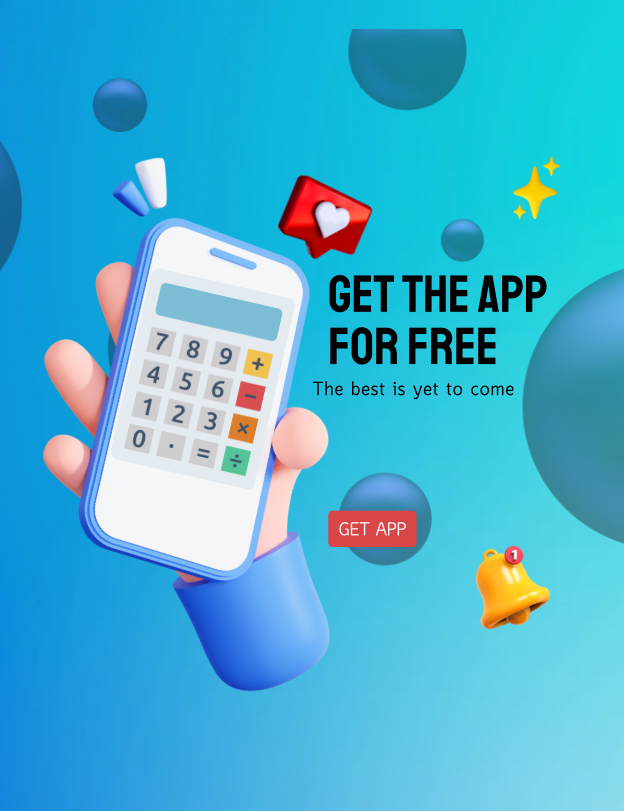 7 8 9 +
4 5 6 −
1 2 3 ×
0 · = ÷
GET THE APP
FOR FREE
The best is yet to come
GET APP
1